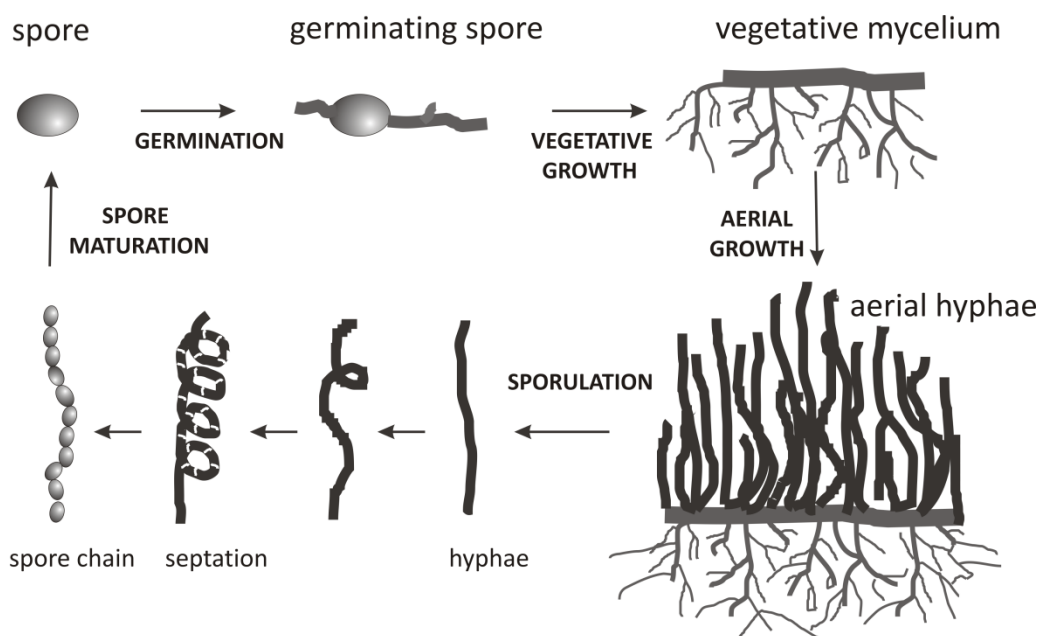 spore
germinating spore
vegetative mycelium
GERMINATION
VEGETATIVE
GROWTH
AERIAL
GROWTH
SPORE
MATURATION
aerial hyphae
SPORULATION
spore chain
septation
hyphae